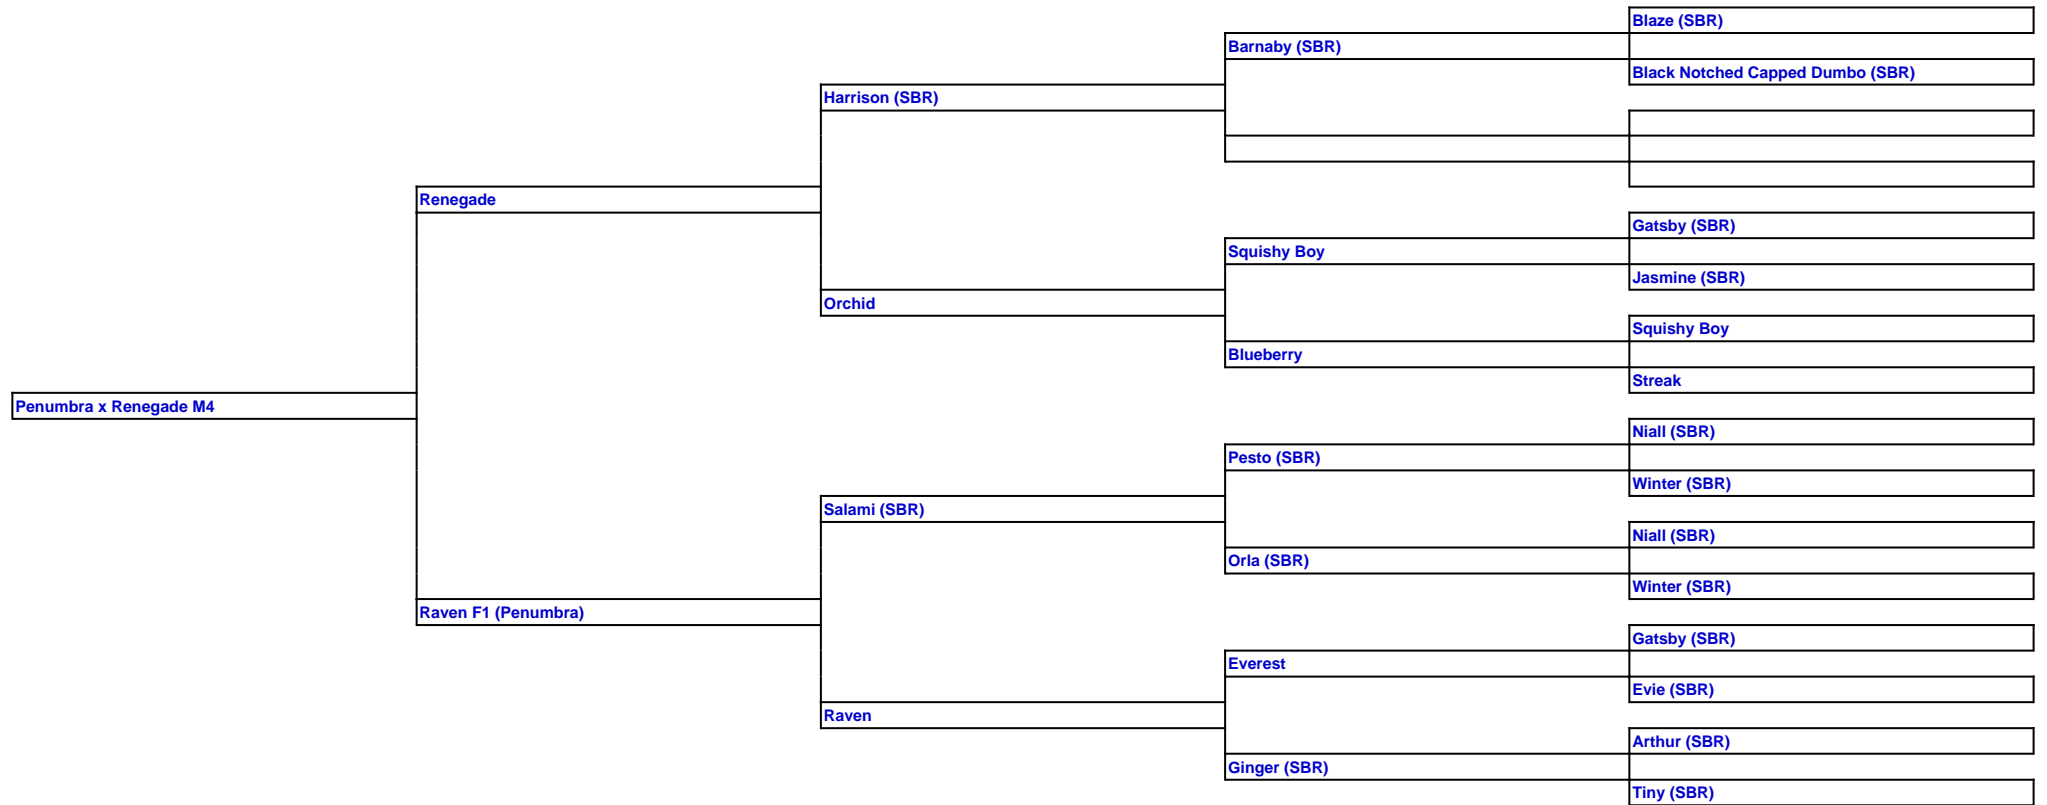 Blaze (SBR)
Barnaby (SBR)
Black Notched Capped Dumbo (SBR)
Harrison (SBR)
Renegade
Gatsby (SBR)
Squishy Boy
Jasmine (SBR)
Orchid
Squishy Boy
Blueberry
Streak
Penumbra x Renegade M4
Niall (SBR)
Pesto (SBR)
Winter (SBR)
Salami (SBR)
Niall (SBR)
Orla (SBR)
Winter (SBR)
Raven F1 (Penumbra)
Gatsby (SBR)
Everest
Evie (SBR)
Raven
Arthur (SBR)
Ginger (SBR)
Tiny (SBR)